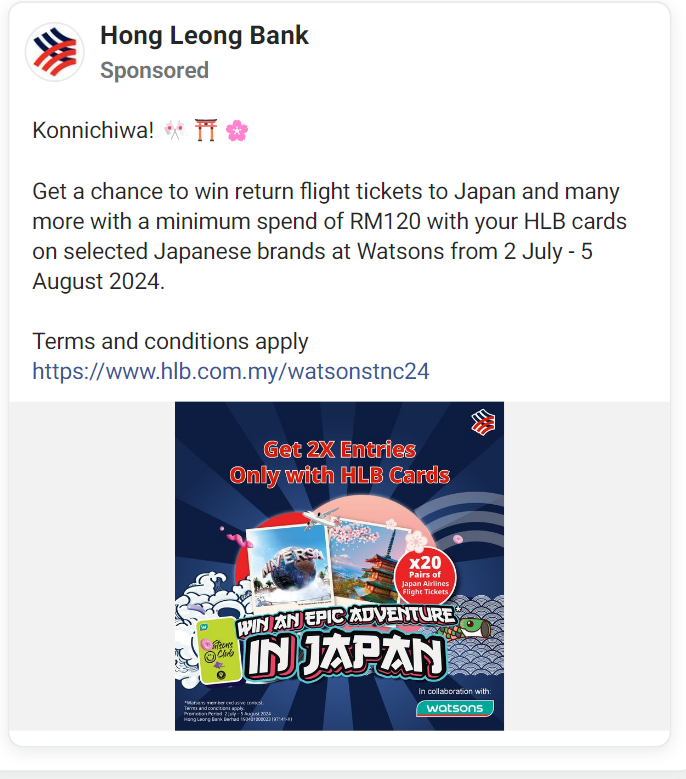 Hong Leong Bank
Sponsored
Konnichiwa! 🎌 ⛩️ 🌸
Get a chance to win return flight tickets to Japan and many
more with a minimum spend of RM120 with your HLB cards
on selected Japanese brands at Watsons from 2 July - 5
August 2024.
Terms and conditions apply
https://www.hlb.com.my/watsonstnc24
Get 2X Entries
Only with HLB Cards
UNIVERSA
x20
Pairs of
Japan Airlines
Flight Tickets
WIN AN EPIC ADVENTURE*
IN JAPAN
Watsons
Club
In collaboration with:
watsons
*Watsons member exclusive contest.
Terms and conditions apply.
Promotion Period: 2 July - 5 August 2024
Hong Leong Bank Berhad 193401000023 (97141-X)